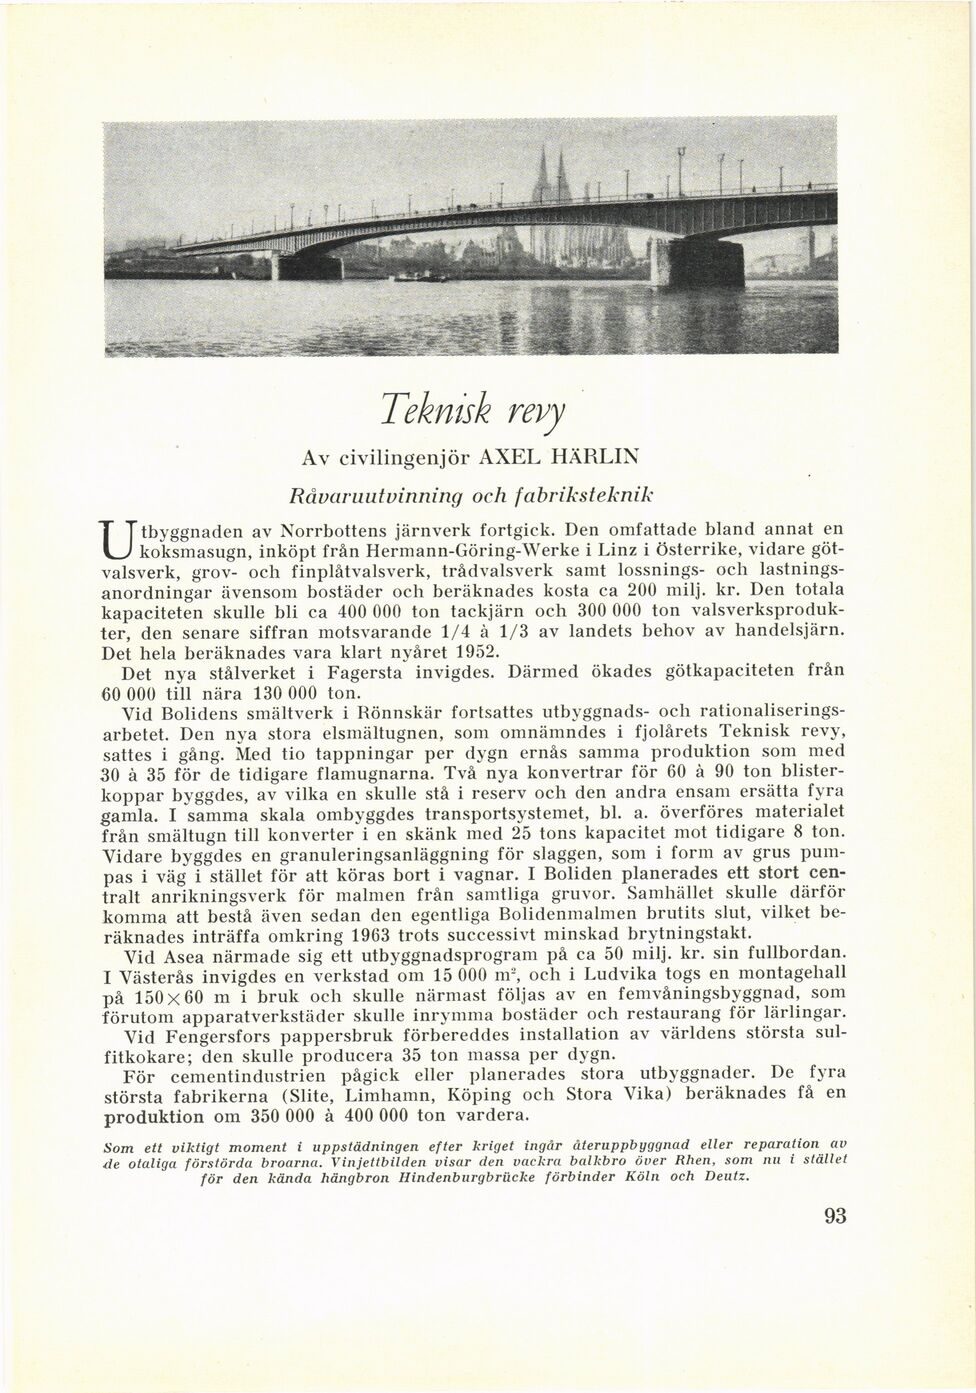 Teknisk revy
Av civilingenjör AXEL HÄRLIN
Råvaruutvinning och fabriksteknik
Utbyggnaden av Norrbottens järnverk fortgick. Den omfattade bland annat en
koksmasugn, inköpt från Hermann-Göring-Werke i Linz i Österrike, vidare göt-
valsverk, grov- och finplåtvalsverk, trådvalsverk samt lossnings- och lastnings-
anordningar ävensom bostäder och beräknades kosta ca 200 milj. kr. Den totala
kapaciteten skulle bli ca 400 000 ton tackjärn och 300 000 ton valsverksproduk-
ter, den senare siffran motsvarande 1/4 à 1/3 av landets behov av handelsjärn.
Det hela beräknades vara klart nyåret 1952.
Det nya stålverket i Fagersta invigdes. Därmed ökades götkapaciteten från
60 000 till nära 130 000 ton.
Vid Bolidens smältverk i Rönnskär fortsattes utbyggnads- och rationaliserings-
arbetet. Den nya stora elsmältugnen, som omnämndes i fjolårets Teknisk revy,
sattes i gång. Med tio tappningar per dygn ernås samma produktion som med
30 à 35 för de tidigare flamugnarna. Två nya konvertrar för 60 à 90 ton blister-
koppar byggdes, av vilka en skulle stå i reserv och den andra ensam ersätta fyra
gamla. I samma skala ombyggdes transportsystemet, bl. a. överföres materialet
från smältugn till konverter i en skänk med 25 tons kapacitet mot tidigare 8 ton.
Vidare byggdes en granuleringsanläggning för slaggen, som i form av grus pum-
pas i väg i stället för att köras bort i vagnar. I Boliden planerades ett stort cen-
tralt anrikningsverk för malmen från samtliga gruvor. Samhället skulle därför
komma att bestå även sedan den egentliga Bolidenmalmen brutits slut, vilket be-
räknades inträffa omkring 1963 trots successivt minskad brytningstakt.
Vid Asea närmade sig ett utbyggnadsprogram på ca 50 milj. kr. sin fullbordan.
I Västerås invigdes en verkstad om 15 000 m², och i Ludvika togs en montagehall
på 150×60 m i bruk och skulle närmast följas av en femvåningsbyggnad, som
förutom apparatverkstäder skulle inrymma bostäder och restaurang för lärlingar.
Vid Fengersfors pappersbruk förbereddes installation av världens största sul-
fitkokare; den skulle producera 35 ton massa per dygn.
För cementindustrien pågick eller planerades stora utbyggnader. De fyra
största fabrikerna (Slite, Limhamn, Köping och Stora Vika) beräknades få en
produktion om 350 000 à 400 000 ton vardera.
Som ett viktigt moment i uppstädningen efter kriget ingår återuppbyggnad eller reparation av
de otaliga förstörda broarna. Vinjettbilden visar den vackra balkbro över Rhen, som nu i stället
för den kända hängbron Hindenburgbrücke förbinder Köln och Deutz.
93